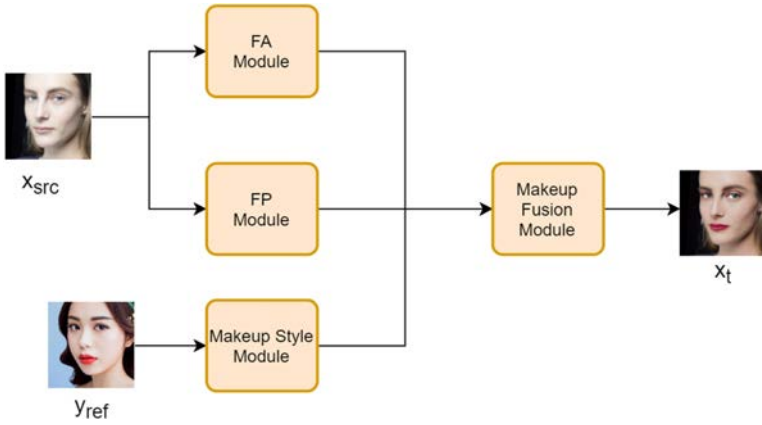 FA
Module
x_src
FP
Module
Makeup
Fusion
Module
x_t
Makeup Style
Module
y_ref